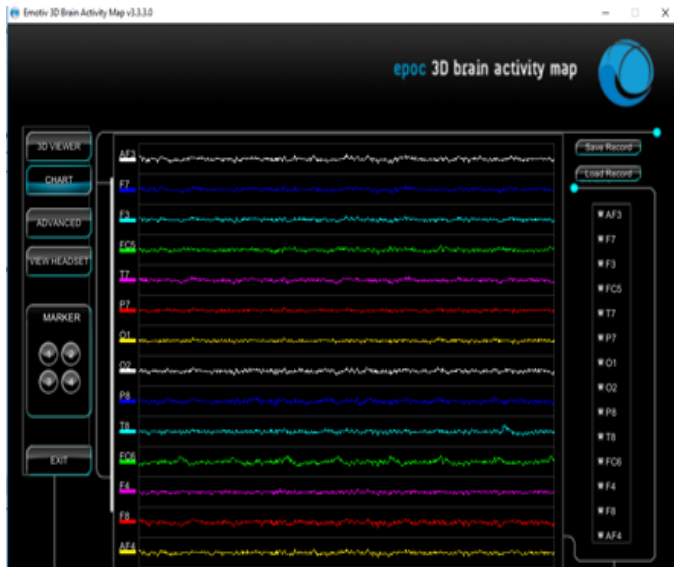 Emotiv 3D Brain Activity Map v3.3.3.0
epoc 3D brain activity map
3D VIEWER
CHART
ADVANCED
VIEW HEADSET
MARKER
EXIT
AF3
F7
F3
FC5
T7
P7
O1
O2
P8
T8
FC6
F4
F8
AF4
Save Record
Load Record
AF3
F7
F3
FC5
T7
P7
O1
O2
P8
T8
FC6
F4
F8
AF4